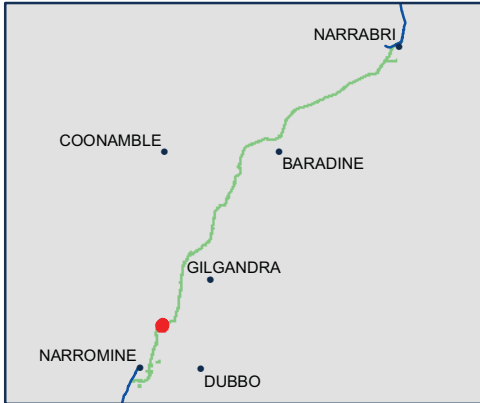 NARRABRI
COONAMBLE
BARADINE
GILGANDRA
NARROMINE
DUBBO